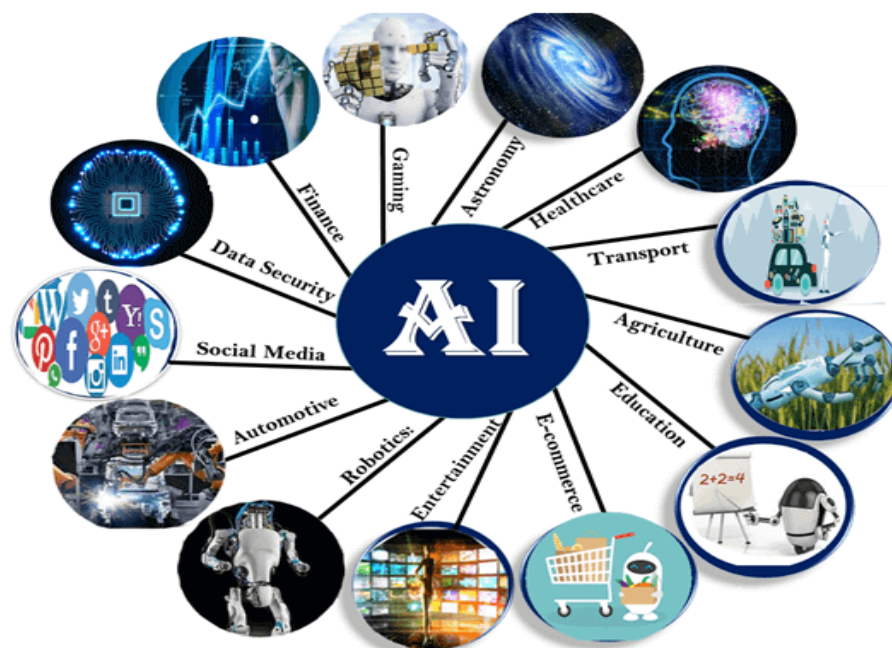 Gaming
Astronomy
Healthcare
Transport
Agriculture
Education
E-commerce
Entertainment
Robotics:
Automotive
Social Media
Data Security
Finance
AI
2+2=4
W
t
Y!
S
g+
P
f
in